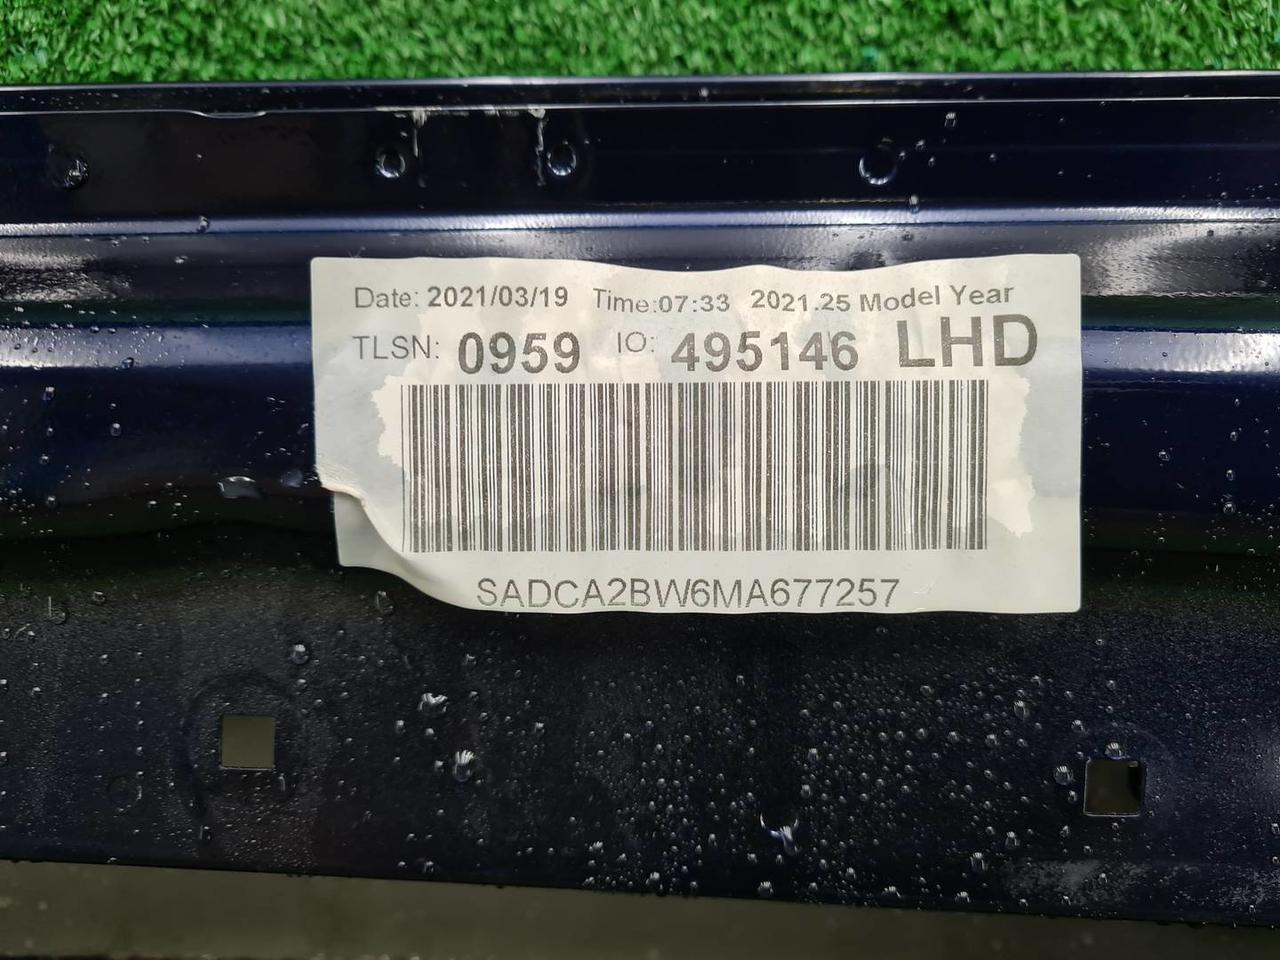 Date: 2021/03/19 Time:07:33 2021.25 Model Year
TLSN: 0959 IO: 495146 LHD
SADCA2BW6MA677257